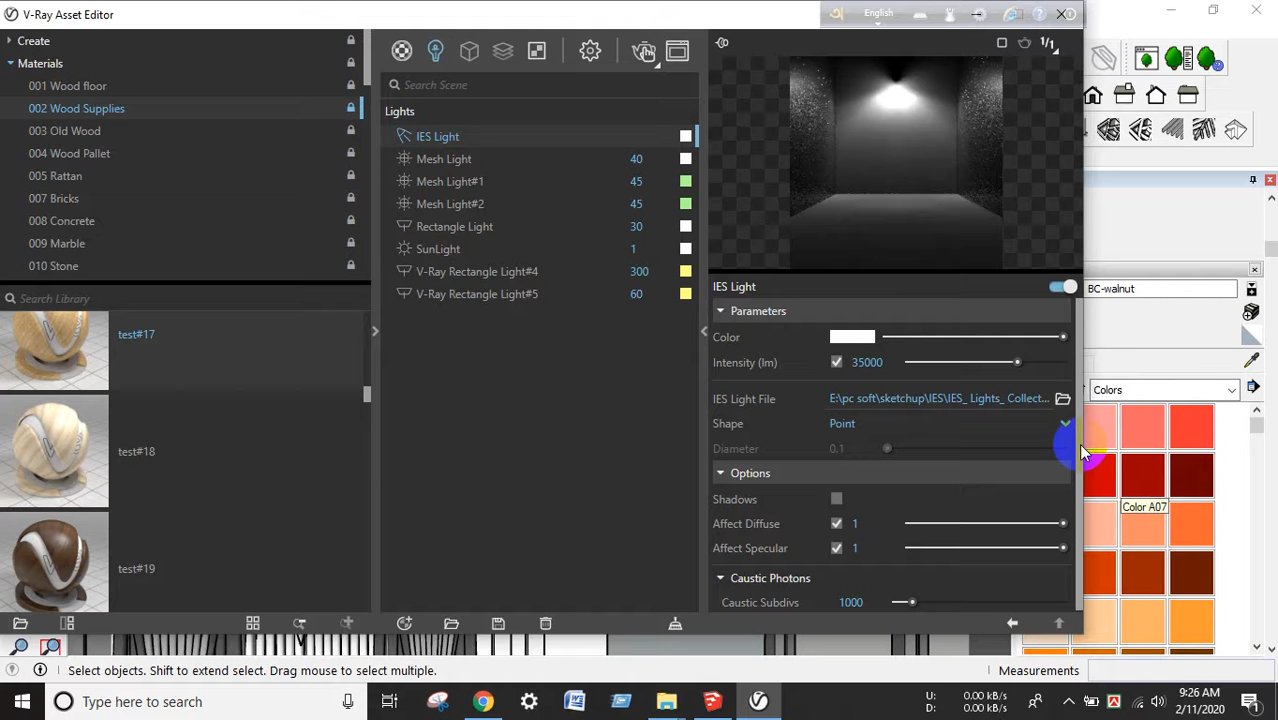 V-Ray Asset Editor
English
Create
Materials
001 Wood floor
002 Wood Supplies
003 Old Wood
004 Wood Pallet
005 Rattan
007 Bricks
008 Concrete
009 Marble
010 Stone
Search Library
test#17
test#18
test#19
Search Scene
Lights
IES Light
Mesh Light 40
Mesh Light#1 45
Mesh Light#2 45
Rectangle Light 30
SunLight 1
V-Ray Rectangle Light#4 300
V-Ray Rectangle Light#5 60
1/1
IES Light
Parameters
Color
Intensity (lm) 35000
IES Light File E:\pc soft\sketchup\IES\IES_ Lights_ Collect...
Shape Point
Diameter 0.1
Options
Shadows
Affect Diffuse 1
Affect Specular 1
Caustic Photons
Caustic Subdivs 1000
BC-walnut
Colors
Color A07
Select objects. Shift to extend select. Drag mouse to select multiple.
Measurements
Type here to search
U: 0.00 kB/s
D: 0.00 kB/s
9:26 AM
2/11/2020
1